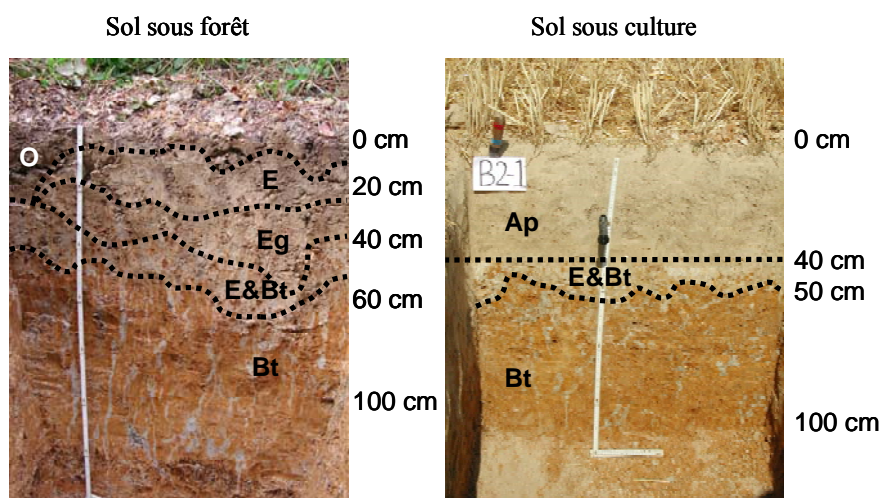 Sol sous forêt
Sol sous culture
O
E
Eg
E&Bt
Bt
0 cm
20 cm
40 cm
60 cm
100 cm
B2-1
Ap
E&Bt
Bt
0 cm
40 cm
50 cm
100 cm